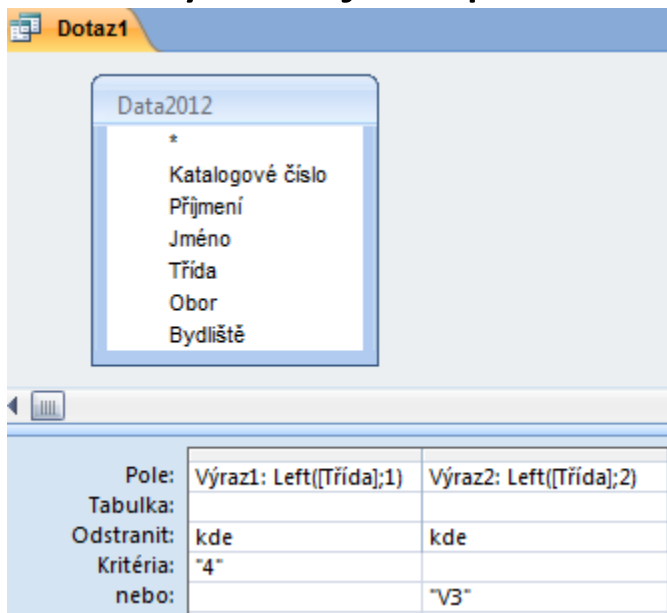 Dotaz1
Data2012
*
Katalogové číslo
Příjmení
Jméno
Třída
Obor
Bydliště
Pole: Výraz1: Left([Třída];1) Výraz2: Left([Třída];2)
Tabulka:
Odstranit: kde kde
Kritéria: "4"
nebo: "V3"